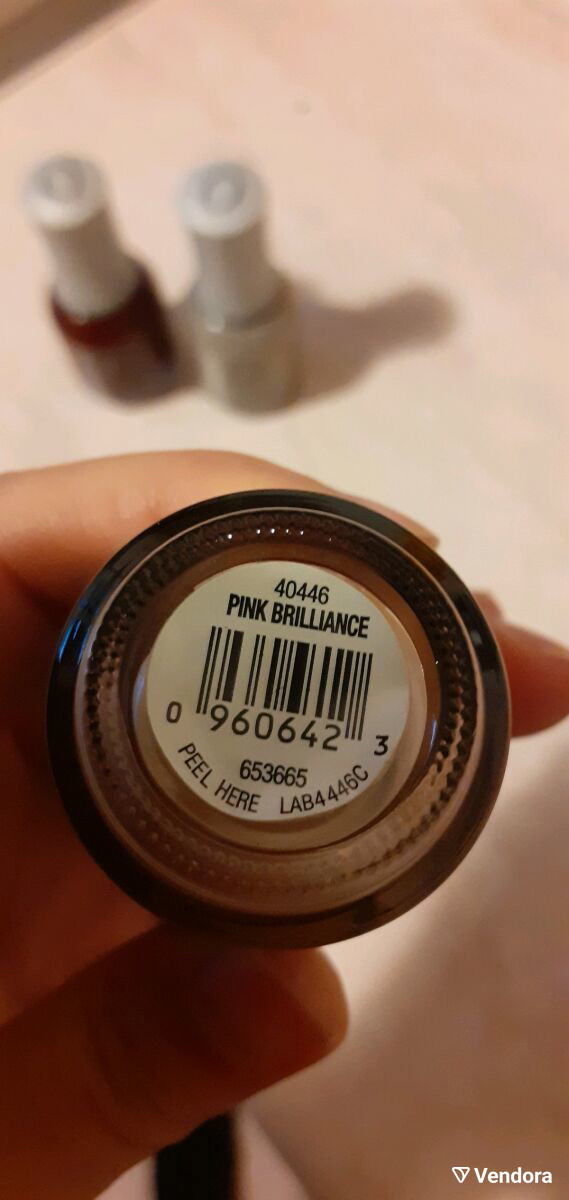 40446
PINK BRILLIANCE
0 960642 3
653665
PEEL HERE LAB4446C
Vendora